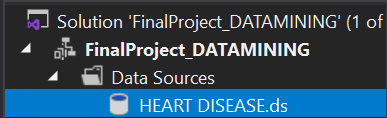 Solution 'FinalProject_DATAMINING' (1 of
FinalProject_DATAMINING
Data Sources
HEART DISEASE.ds